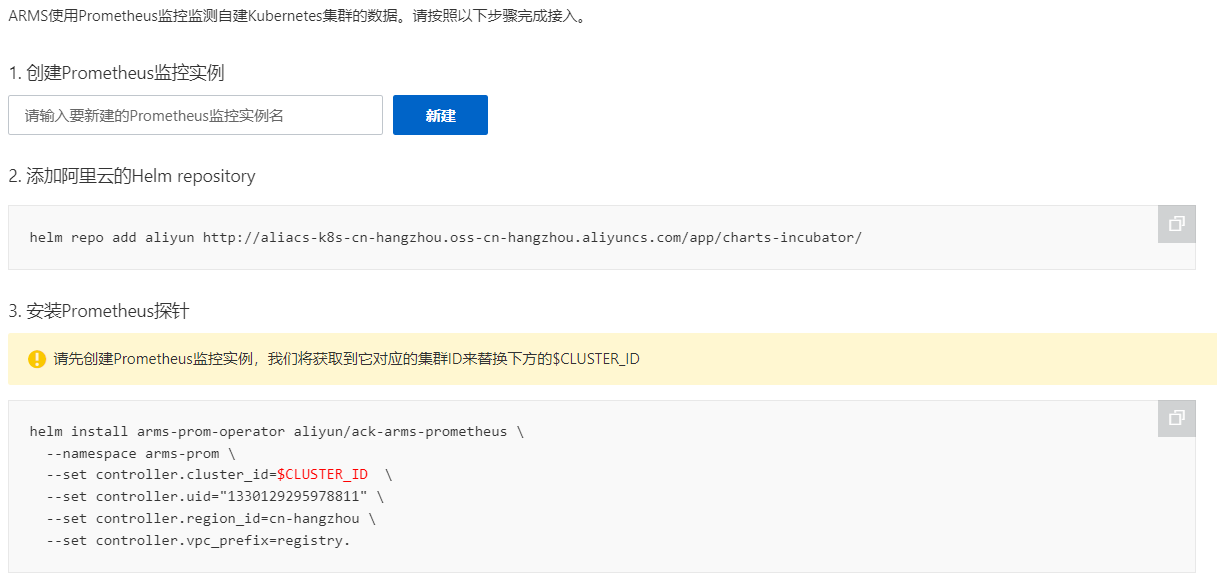 ARMS使用Prometheus监控监测自建Kubernetes集群的数据。请按照以下步骤完成接入。
1. 创建Prometheus监控实例
请输入要新建的Prometheus监控实例名
新建
2. 添加阿里云的Helm repository
helm repo add aliyun http://aliacs-k8s-cn-hangzhou.oss-cn-hangzhou.aliyuncs.com/app/charts-incubator/
3. 安装Prometheus探针
请先创建Prometheus监控实例，我们将获取到它对应的集群ID来替换下方的$CLUSTER_ID
helm install arms-prom-operator aliyun/ack-arms-prometheus \
--namespace arms-prom \
--set controller.cluster_id=$CLUSTER_ID \
--set controller.uid="1330129295978811" \
--set controller.region_id=cn-hangzhou \
--set controller.vpc_prefix=registry.